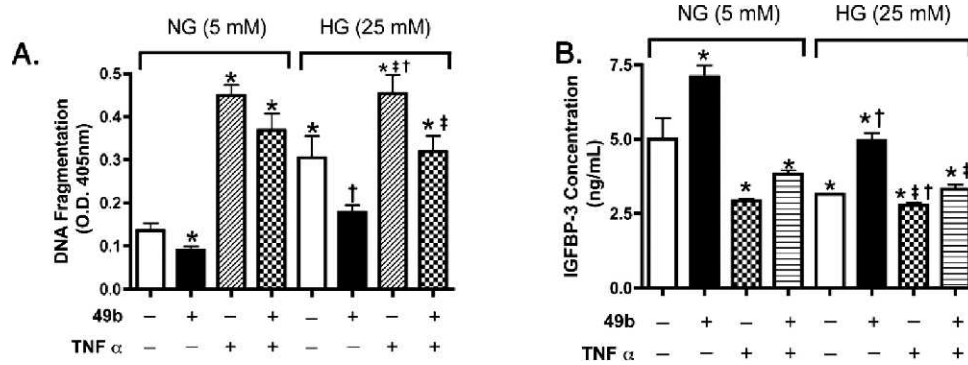 A.
NG (5 mM) HG (25 mM)
DNA Fragmentation
(O.D. 405nm)
0.5
0.4
0.3
0.2
0.1
0.0
* * * * * † *‡† *‡
49b – + – + – + – +
TNF α – – + + – – + +
B.
NG (5 mM) HG (25 mM)
IGFBP-3 Concentration
(ng/mL)
7.5
5.0
2.5
0.0
* * * * *† *‡† *‡
49b – + – + – + – +
TNF α – – + + – – + +